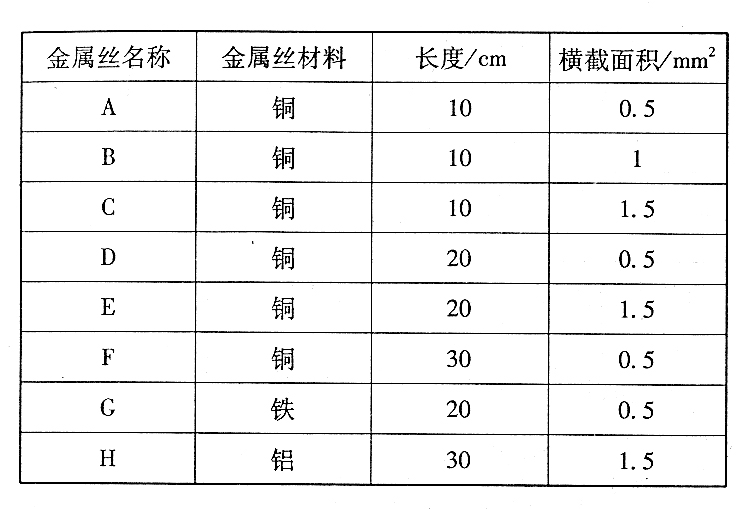 金属丝名称 金属丝材料 长度/cm 横截面积/mm²
A 铜 10 0.5
B 铜 10 1
C 铜 10 1.5
D 铜 20 0.5
E 铜 20 1.5
F 铜 30 0.5
G 铁 20 0.5
H 铝 30 1.5